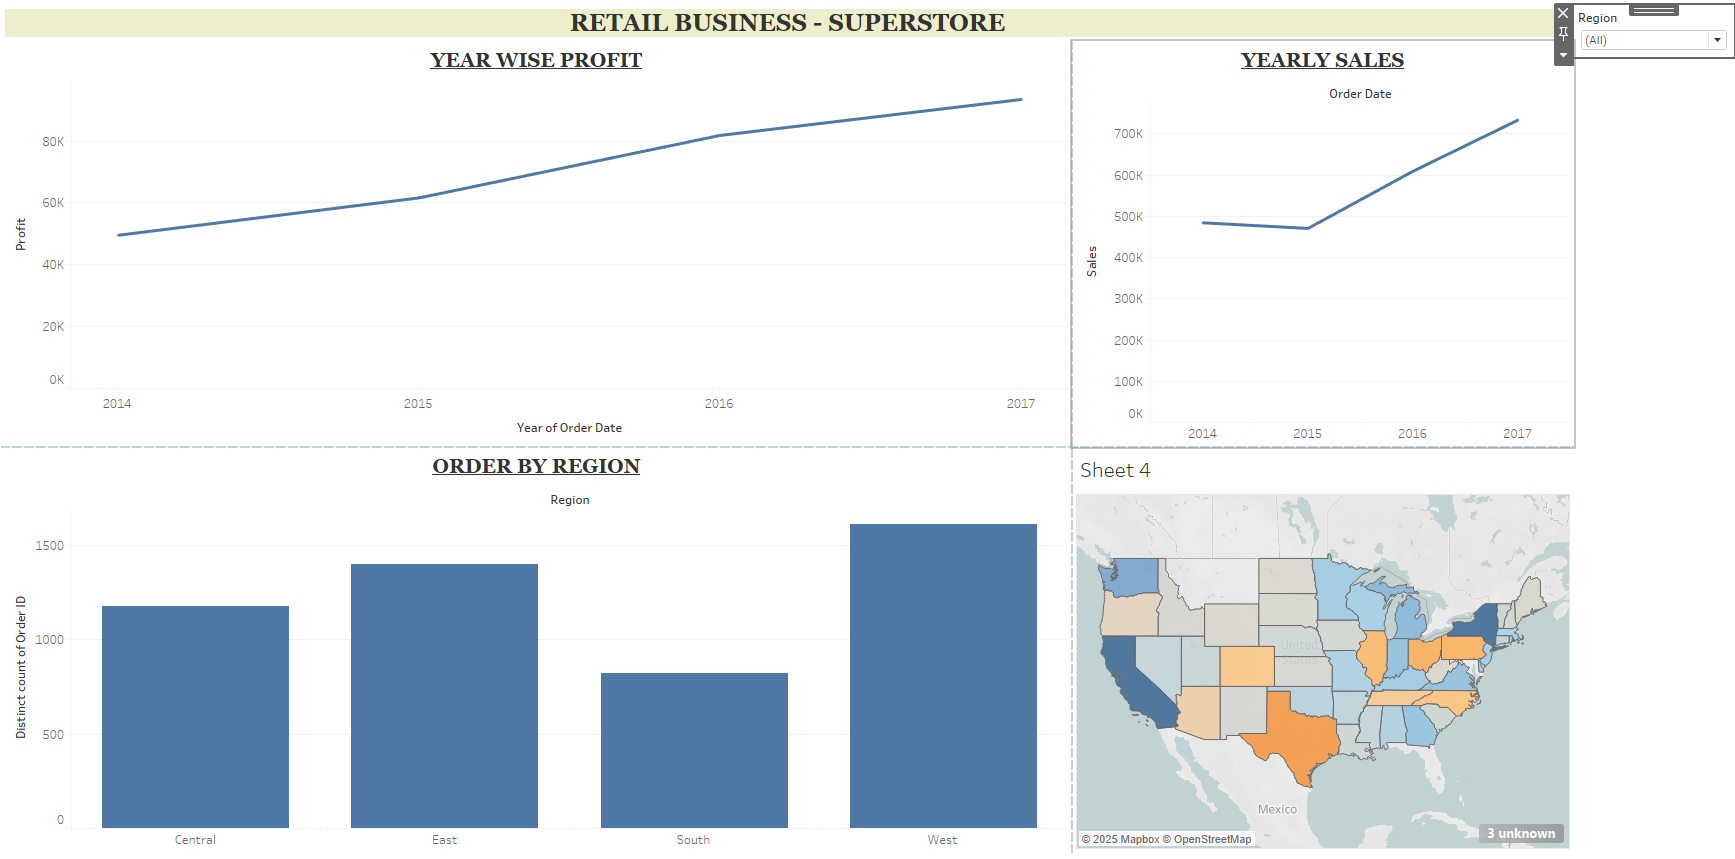 RETAIL BUSINESS - SUPERSTORE
Region
(All)
YEAR WISE PROFIT
80K
60K
40K
20K
0K
Profit
2014 2015 2016 2017
Year of Order Date
YEARLY SALES
Order Date
700K
600K
500K
400K
300K
200K
100K
0K
Sales
2014 2015 2016 2017
ORDER BY REGION
Region
1500
1000
500
0
Distinct count of Order ID
Central East South West
Sheet 4
United
States
Mexico
3 unknown
© 2025 Mapbox © OpenStreetMap